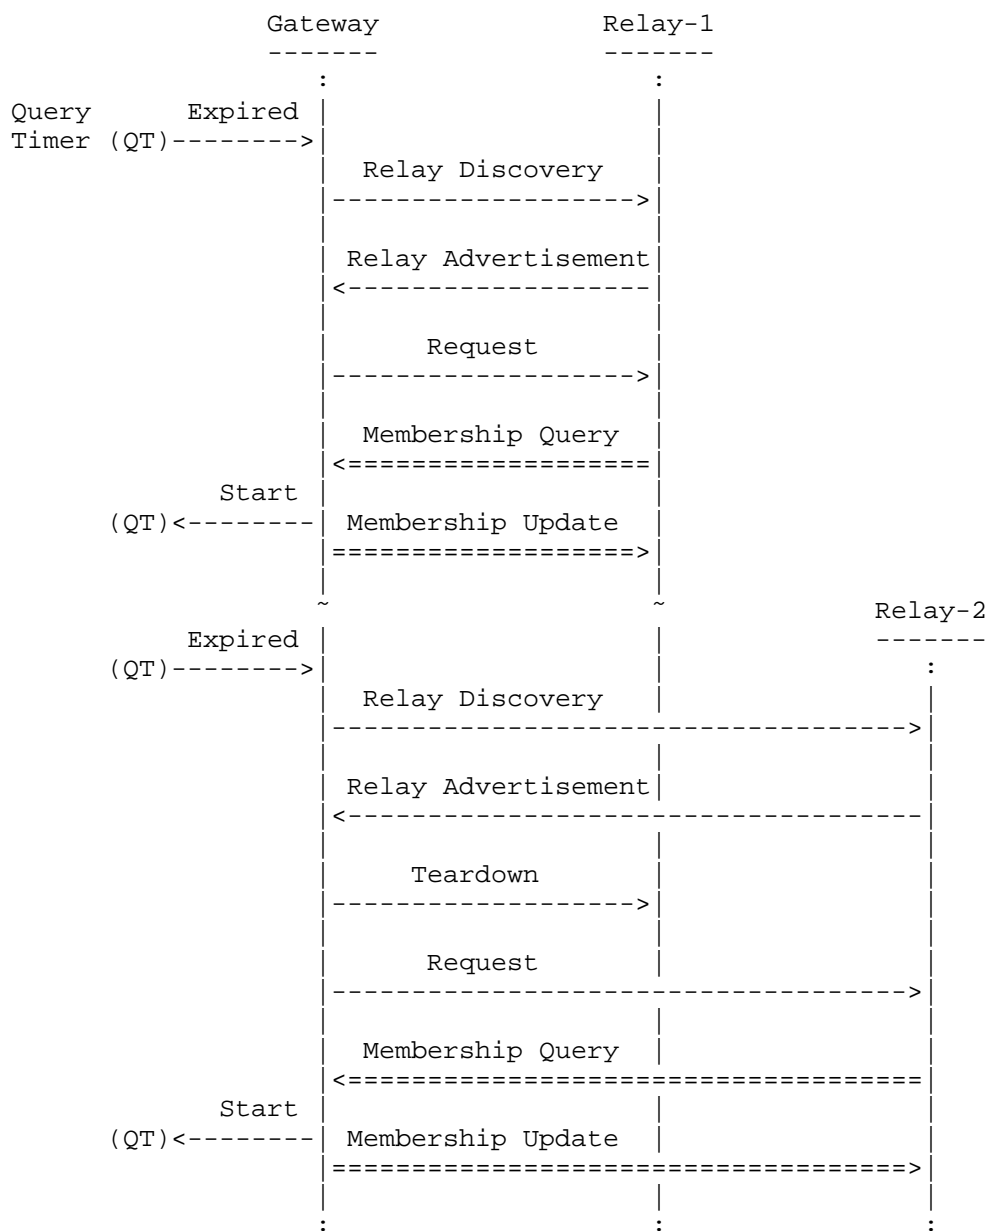 Gateway Relay-1
------- -------
: :
Query Expired
Timer (QT)-------->|
Relay Discovery
|------------------->|
Relay Advertisement
|<-------------------|
Request
|------------------->|
Membership Query
|<===================|
Start
(QT)<--------| Membership Update
|===================>|
~ ~ Relay-2
Expired -------
(QT)-------->| :
Relay Discovery
|------------------------------------>|
Relay Advertisement
|<------------------------------------|
Teardown
|------------------->|
Request
|------------------------------------>|
Membership Query
|<====================================|
Start
(QT)<--------| Membership Update
|====================================>|
: : :